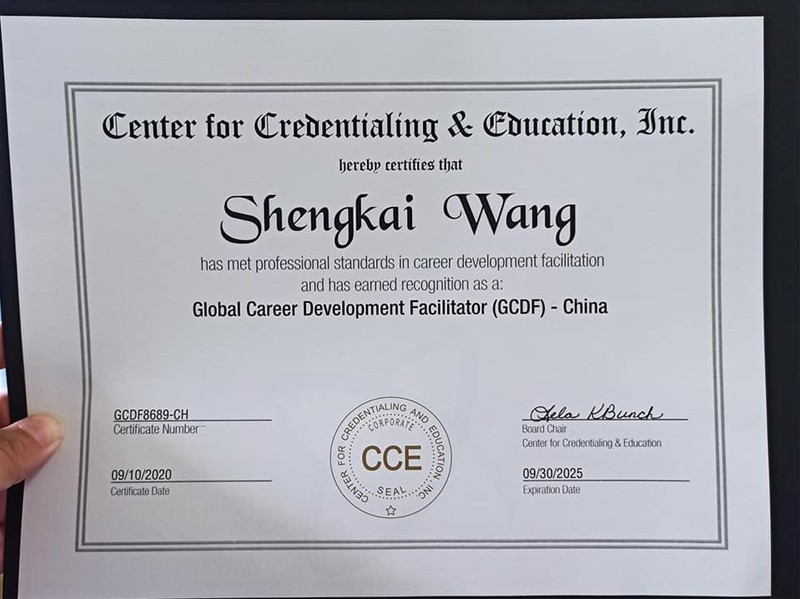 Center for Credentialing & Education, Inc.
hereby certifies that
Shengkai Wang
has met professional standards in career development facilitation
and has earned recognition as a:
Global Career Development Facilitator (GCDF) - China
GCDF8689-CH
Certificate Number
09/10/2020
Certificate Date
CENTER FOR CREDENTIALING AND EDUCATION, INC
CORPORATE
CCE
SEAL
KBunch
Board Chair
Center for Credentialing & Education
09/30/2025
Expiration Date